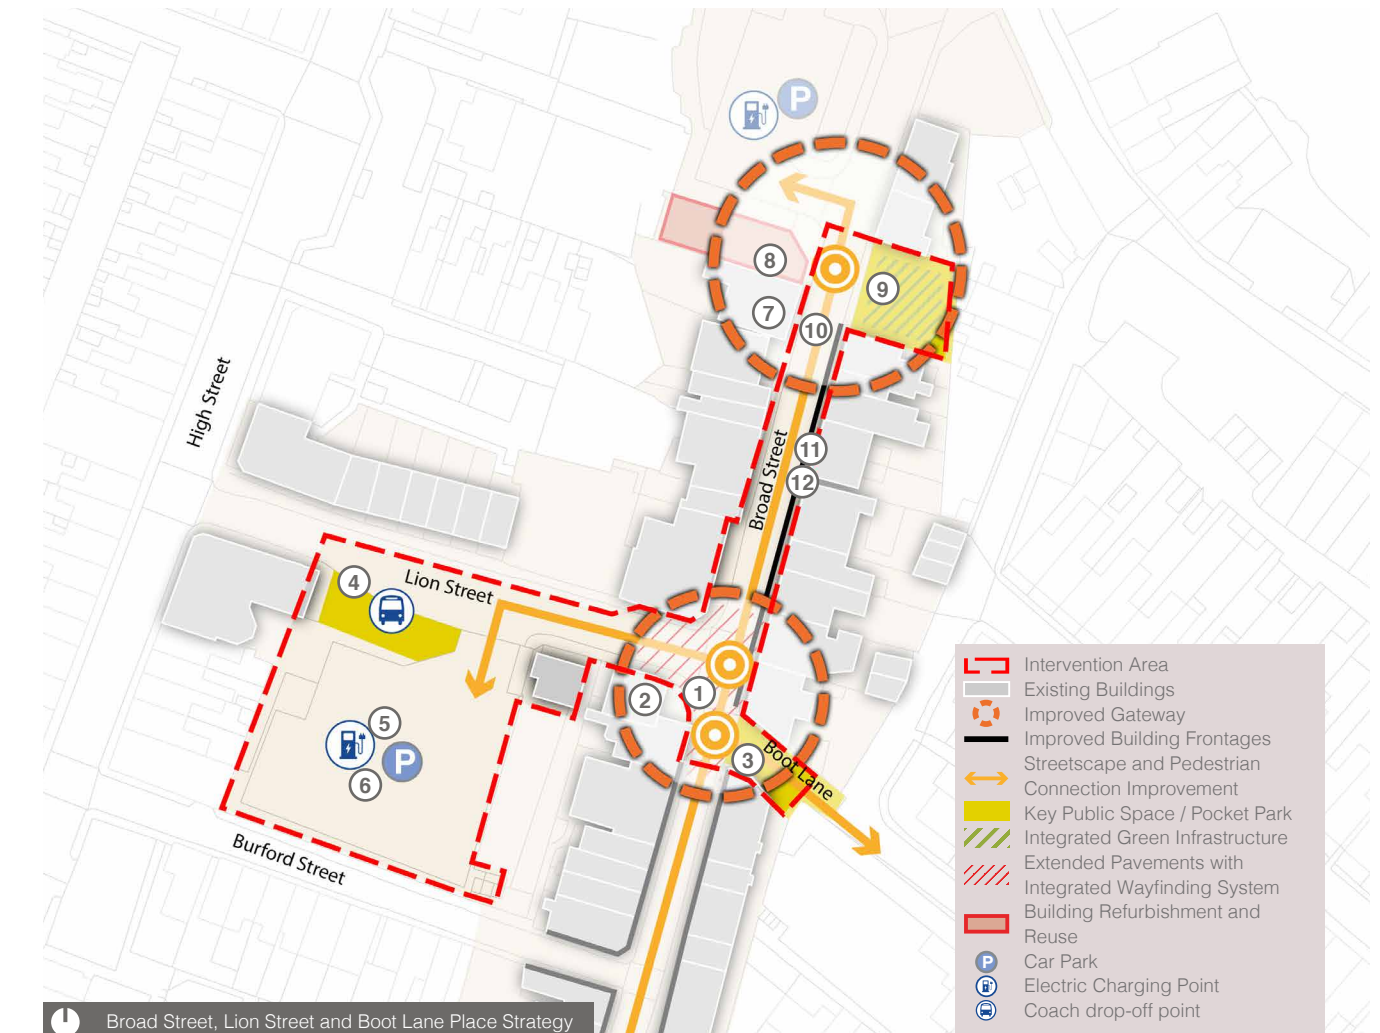 P
8
9
7
10
High Street
Broad Street
11
12
4
Lion Street
2
1
3
Boot Lane
5
P
6
Burford Street
Intervention Area
Existing Buildings
Improved Gateway
Improved Building Frontages
Streetscape and Pedestrian
Connection Improvement
Key Public Space / Pocket Park
Integrated Green Infrastructure
Extended Pavements with
Integrated Wayfinding System
Building Refurbishment and
Reuse
P Car Park
Electric Charging Point
Coach drop-off point
Broad Street, Lion Street and Boot Lane Place Strategy